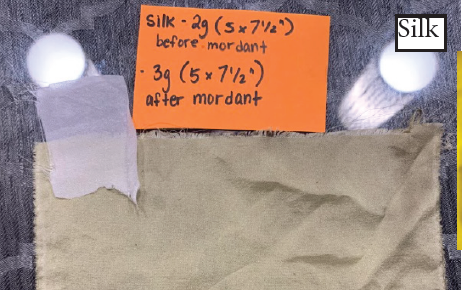 Silk - 2g (5 x 7 1/2")
before mordant
· 3g (5 x 7 1/2")
after mordant
Silk